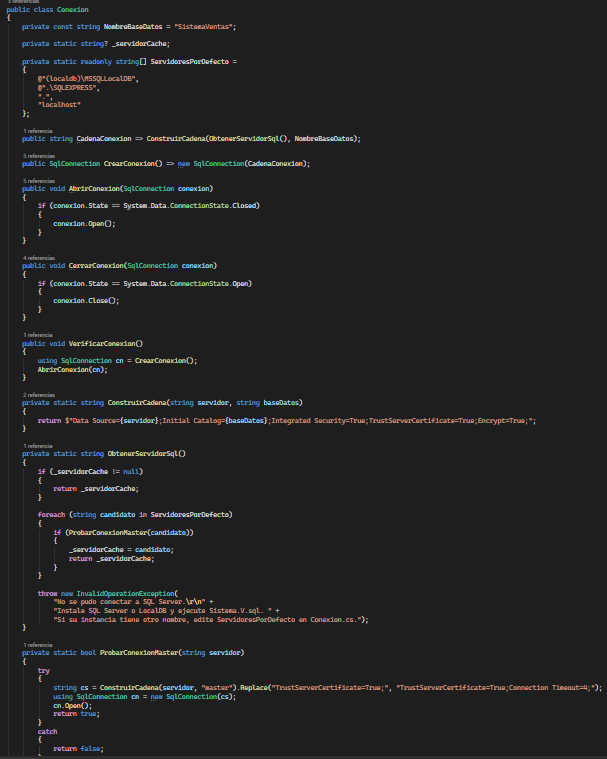 3 referencias
public class Conexion
{
private const string NombreBaseDatos = "SistemaVentas";
private static string? _servidorCache;
private static readonly string[] ServidoresPorDefecto =
{
@"(localdb)\MSSQLLocalDB",
@".\SQLEXPRESS",
".",
"localhost"
};
1 referencia
public string CadenaConexion => ConstruirCadena(ObtenerServidorSql(), NombreBaseDatos);
5 referencias
public SqlConnection CrearConexion() => new SqlConnection(CadenaConexion);
5 referencias
public void AbrirConexion(SqlConnection conexion)
{
if (conexion.State == System.Data.ConnectionState.Closed)
{
conexion.Open();
}
}
4 referencias
public void CerrarConexion(SqlConnection conexion)
{
if (conexion.State == System.Data.ConnectionState.Open)
{
conexion.Close();
}
}
1 referencia
public void VerificarConexion()
{
using SqlConnection cn = CrearConexion();
AbrirConexion(cn);
}
2 referencias
private static string ConstruirCadena(string servidor, string baseDatos)
{
return $"Data Source={servidor};Initial Catalog={baseDatos};Integrated Security=True;TrustServerCertificate=True;Encrypt=True;";
}
1 referencia
private static string ObtenerServidorSql()
{
if (_servidorCache != null)
{
return _servidorCache;
}
foreach (string candidato in ServidoresPorDefecto)
{
if (ProbarConexionMaster(candidato))
{
_servidorCache = candidato;
return _servidorCache;
}
}
throw new InvalidOperationException(
"No se pudo conectar a SQL Server.\r\n" +
"Instale SQL Server o LocalDB y ejecute Sistema.V.sql. " +
"Si su instancia tiene otro nombre, edite ServidoresPorDefecto en Conexion.cs.");
}
1 referencia
private static bool ProbarConexionMaster(string servidor)
{
try
{
string cs = ConstruirCadena(servidor, "master").Replace("TrustServerCertificate=True;", "TrustServerCertificate=True;Connection Timeout=4;");
using SqlConnection cn = new SqlConnection(cs);
cn.Open();
return true;
}
catch
{
return false;